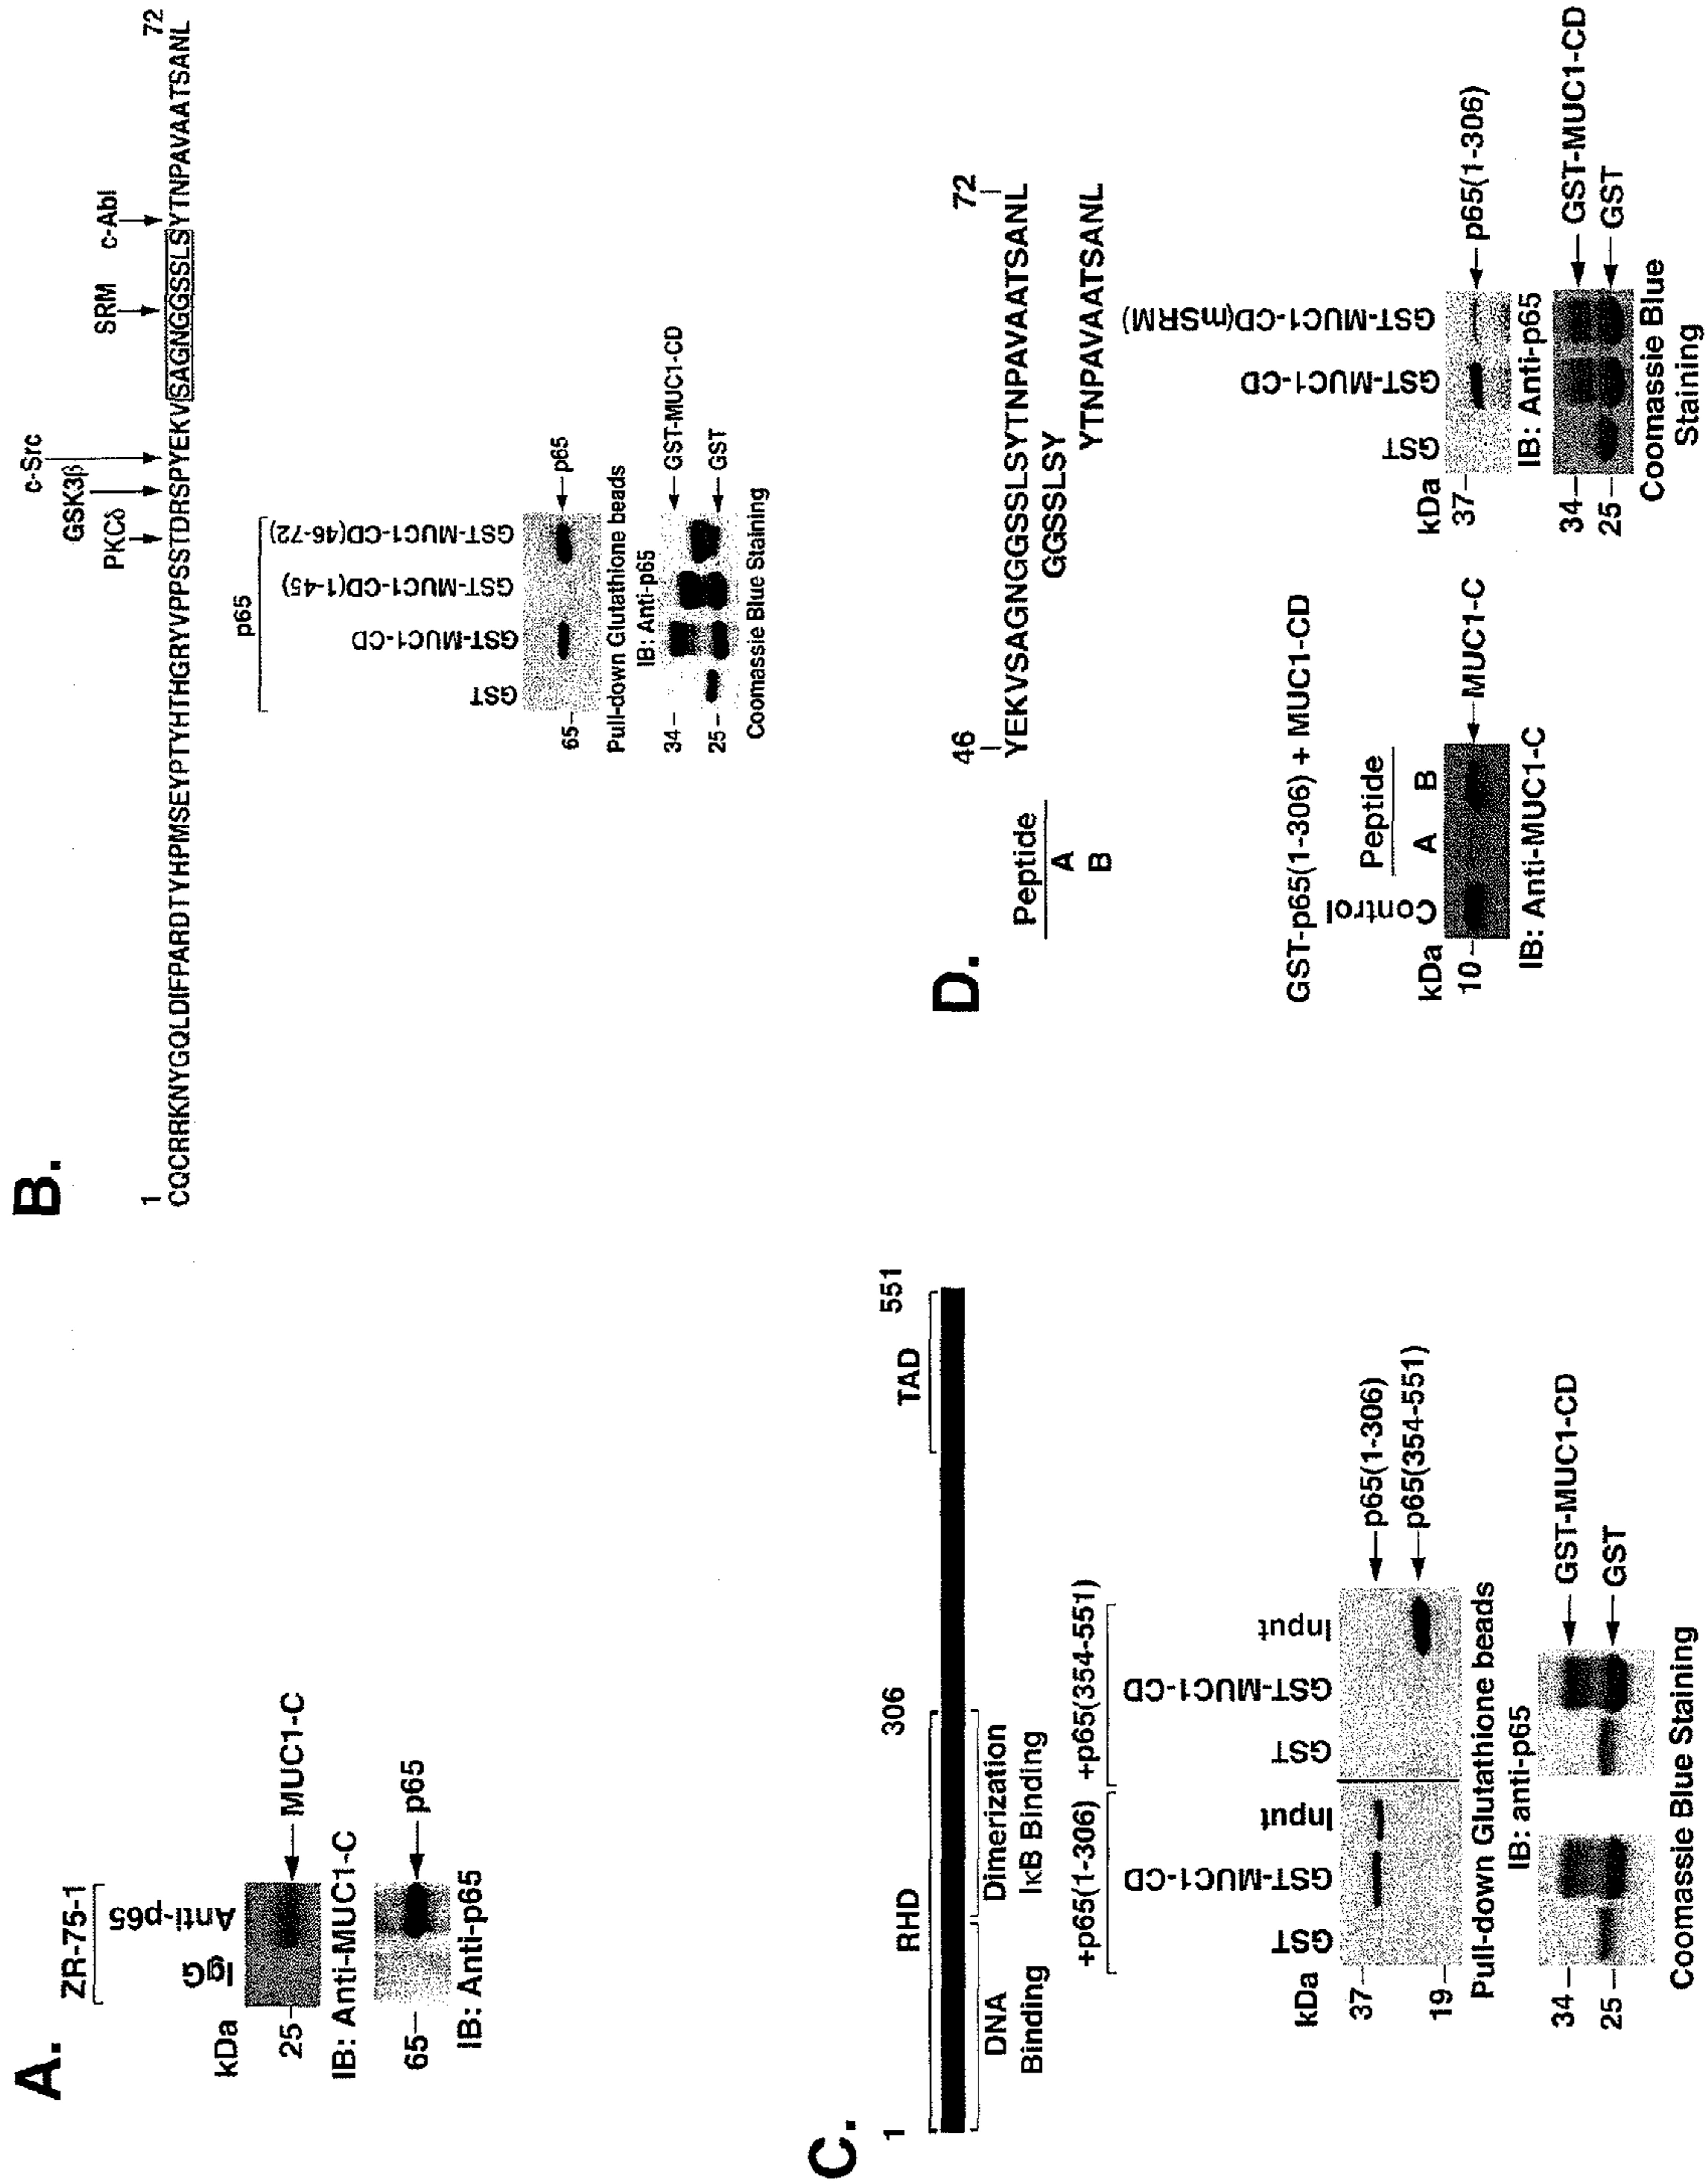 A.
ZR-75-1
IgG
Anti-p65
kDa
25
MUC1-C
IB: Anti-MUC1-C
65
p65
IB: Anti-p65
B.
c-Src
GSK3β
PKCδ
SRM
c-Abl
1
72
CQCRRKNYGQLDIFPARDTYHPMSEYPTYHTHGRYVPPSSTDRSPYEKVSAGNGGSSLSYTNPAVAATSANL
p65
GST
GST-MUC1-CD
GST-MUC1-CD(1-45)
GST-MUC1-CD(46-72)
65
p65
Pull-down Glutathione beads
IB: Anti-p65
34
GST-MUC1-CD
25
GST
Coomassie Blue Staining
C.
1
306
551
RHD
TAD
DNA Binding
Dimerization
IκB Binding
+p65(1-306)
+p65(354-551)
GST
GST-MUC1-CD
Input
GST
GST-MUC1-CD
Input
kDa
37
p65(1-306)
p65(354-551)
19
Pull-down Glutathione beads
IB: anti-p65
34
GST-MUC1-CD
25
GST
Coomassie Blue Staining
D.
46
72
Peptide
YEKVSAGNGGSSLSYTNPAVAATSANL
A
GGSSLSY
B
YTNPAVAATSANL
GST-p65(1-306) + MUC1-CD
Peptide
Control
A
B
kDa
10
MUC1-C
IB: Anti-MUC1-C
GST
GST-MUC1-CD
GST-MUC1-CD(mSRM)
kDa
37
p65(1-306)
IB: Anti-p65
34
GST-MUC1-CD
25
GST
Coomassie Blue
Staining